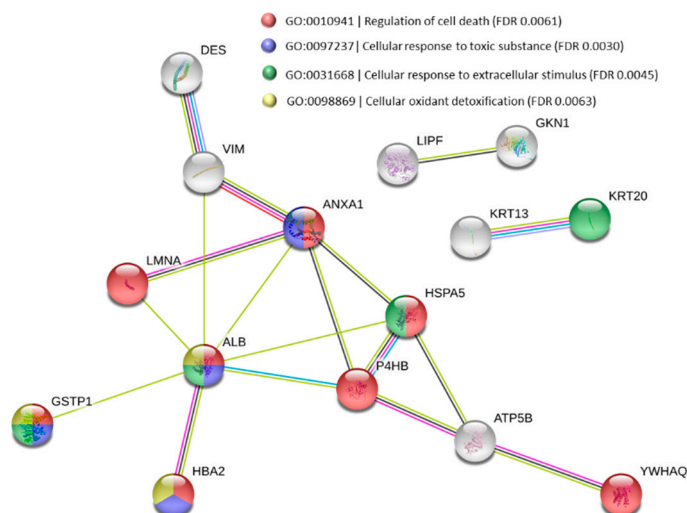 GO:0010941 | Regulation of cell death (FDR 0.0061)
GO:0097237 | Cellular response to toxic substance (FDR 0.0030)
GO:0031668 | Cellular response to extracellular stimulus (FDR 0.0045)
GO:0098869 | Cellular oxidant detoxification (FDR 0.0063)
DES
GKN1
LIPF
VIM
KRT20
ANXA1
KRT13
LMNA
HSPA5
ALB
P4HB
GSTP1
ATP5B
HBA2
YWHAQ